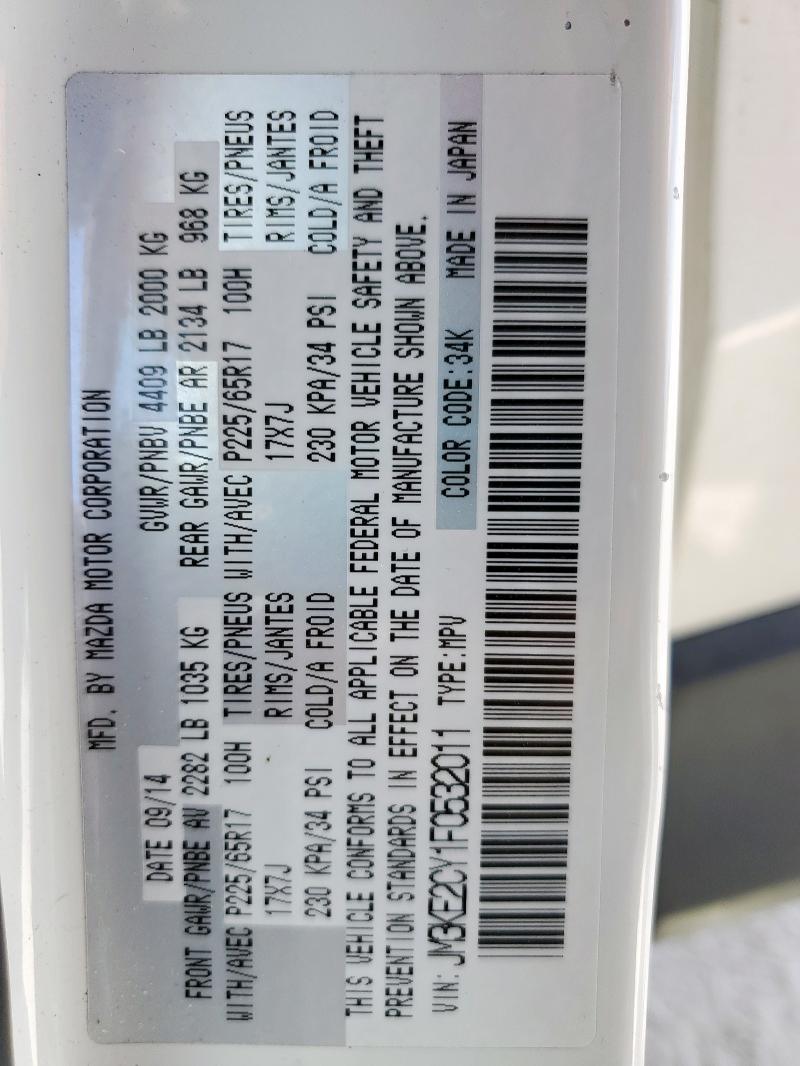 MFD. BY MAZDA MOTOR CORPORATION
DATE 09/14 GVWR/PNBV 4409 LB 2000 KG
FRONT GAWR/PNBE AV 2282 LB 1035 KG REAR GAWR/PNBE AR 2134 LB 968 KG
WITH/AVEC P225/65R17 100H TIRES/PNEUS WITH/AVEC P225/65R17 100H TIRES/PNEUS
17X7J RIMS/JANTES 17X7J RIMS/JANTES
230 KPA/34 PSI COLD/A FROID 230 KPA/34 PSI COLD/A FROID
THIS VEHICLE CONFORMS TO ALL APPLICABLE FEDERAL MOTOR VEHICLE SAFETY AND THEFT
PREVENTION STANDARDS IN EFFECT ON THE DATE OF MANUFACTURE SHOWN ABOVE.
VIN: JM3KE2CY1F0532011 TYPE:MPV COLOR CODE:34K MADE IN JAPAN